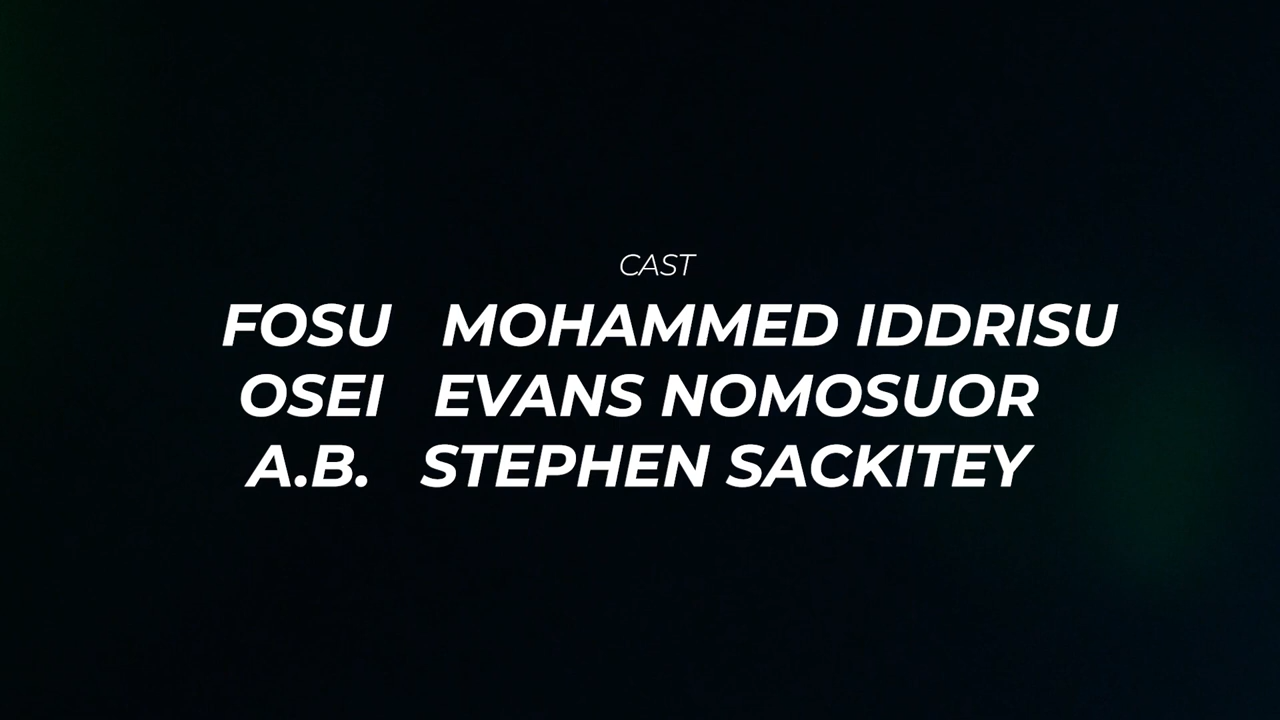 CAST
FOSU MOHAMMED IDDRISU
OSEI EVANS NOMOSUOR
A.B. STEPHEN SACKITEY